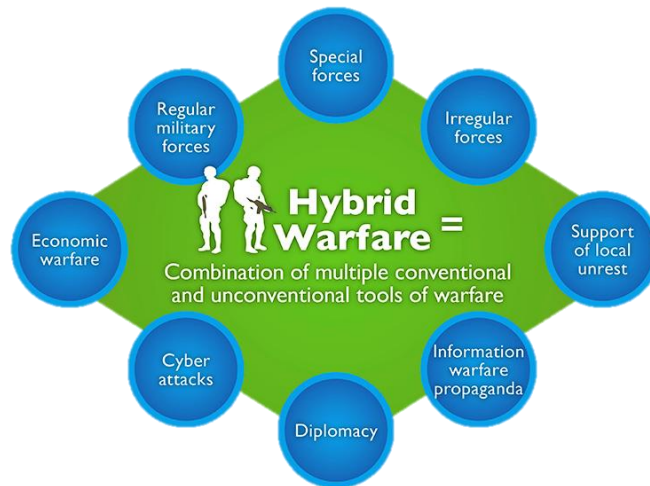 Special
forces
Regular
military
forces
Irregular
forces
Hybrid
Warfare =
Economic
warfare
Support
of local
unrest
Combination of multiple conventional
and unconventional tools of warfare
Cyber
attacks
Information
warfare
propaganda
Diplomacy